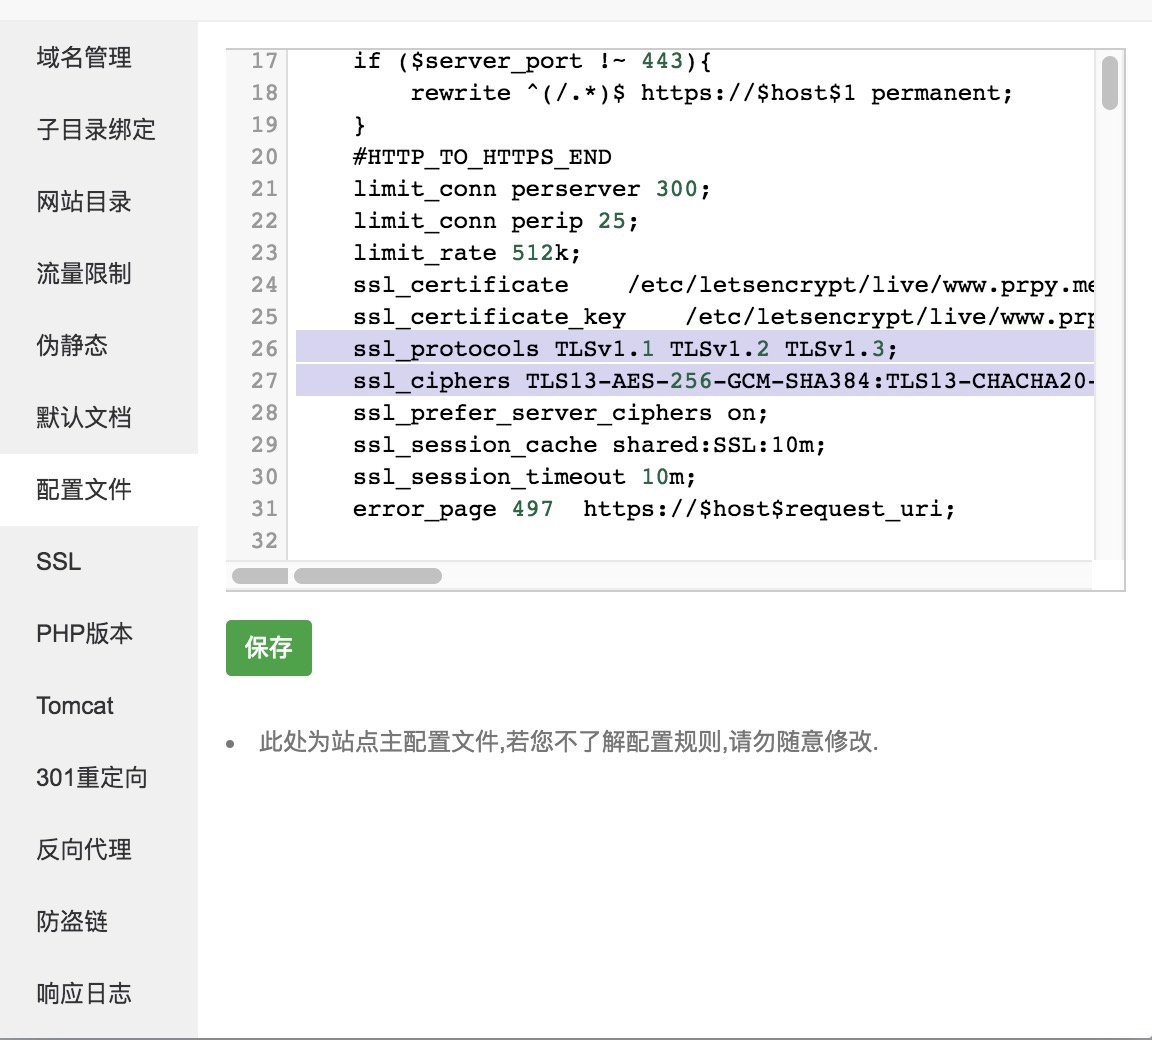 域名管理
子目录绑定
网站目录
流量限制
伪静态
默认文档
配置文件
SSL
PHP版本
Tomcat
301重定向
反向代理
防盗链
响应日志
17 if ($server_port !~ 443){
18 rewrite ^(/.*)$ https://$host$1 permanent;
19 }
20 #HTTP_TO_HTTPS_END
21 limit_conn perserver 300;
22 limit_conn perip 25;
23 limit_rate 512k;
24 ssl_certificate /etc/letsencrypt/live/www.prpy.me
25 ssl_certificate_key /etc/letsencrypt/live/www.prp
26 ssl_protocols TLSv1.1 TLSv1.2 TLSv1.3;
27 ssl_ciphers TLS13-AES-256-GCM-SHA384:TLS13-CHACHA20-
28 ssl_prefer_server_ciphers on;
29 ssl_session_cache shared:SSL:10m;
30 ssl_session_timeout 10m;
31 error_page 497 https://$host$request_uri;
32
保存
• 此处为站点主配置文件,若您不了解配置规则,请勿随意修改.